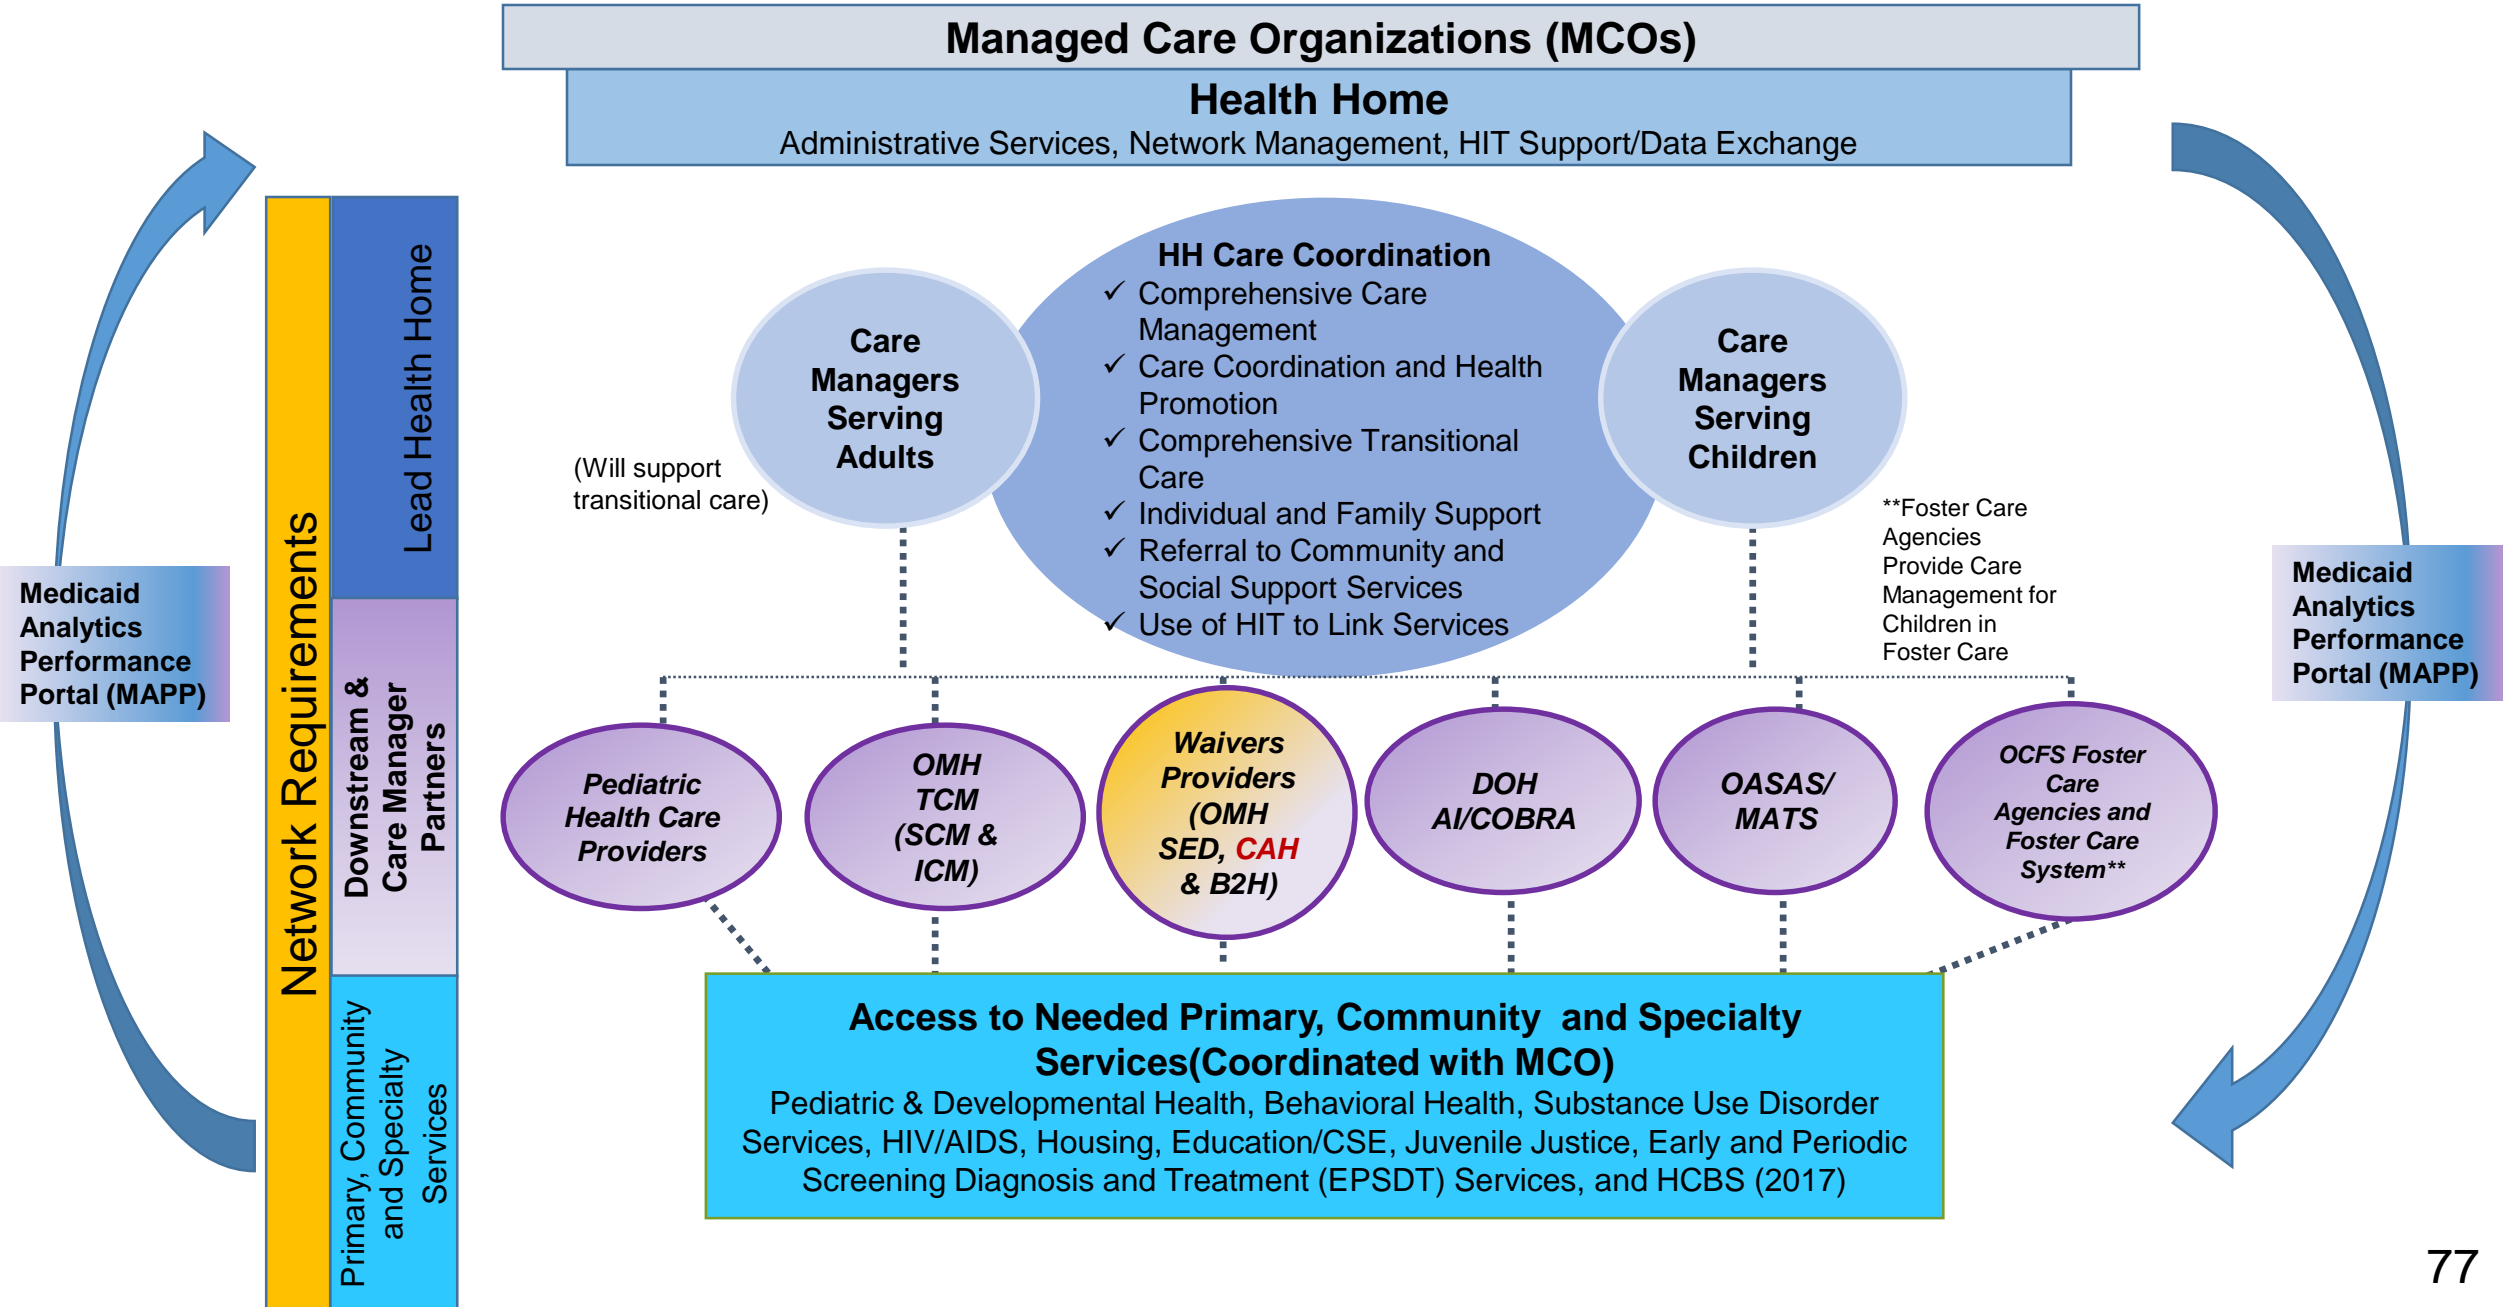 Managed Care Organizations (MCOs)
Health Home
Administrative Services, Network Management, HIT Support/Data Exchange
Medicaid
Analytics
Performance
Portal (MAPP)
Network Requirements
Lead Health Home
Downstream &
Care Manager
Partners
Primary, Community
and Specialty
Services
Care
Managers
Serving
Adults
(Will support
transitional care)
HH Care Coordination
✓ Comprehensive Care
Management
✓ Care Coordination and Health
Promotion
✓ Comprehensive Transitional
Care
✓ Individual and Family Support
✓ Referral to Community and
Social Support Services
✓ Use of HIT to Link Services
Care
Managers
Serving
Children
**Foster Care
Agencies
Provide Care
Management for
Children in
Foster Care
Medicaid
Analytics
Performance
Portal (MAPP)
Pediatric
Health Care
Providers
OMH
TCM
(SCM &
ICM)
Waivers
Providers
(OMH
SED, CAH
& B2H)
DOH
AI/COBRA
OASAS/
MATS
OCFS Foster
Care
Agencies and
Foster Care
System**
Access to Needed Primary, Community  and Specialty
Services(Coordinated with MCO)
Pediatric & Developmental Health, Behavioral Health, Substance Use Disorder
Services, HIV/AIDS, Housing, Education/CSE, Juvenile Justice, Early and Periodic
Screening Diagnosis and Treatment (EPSDT) Services, and HCBS (2017)
77